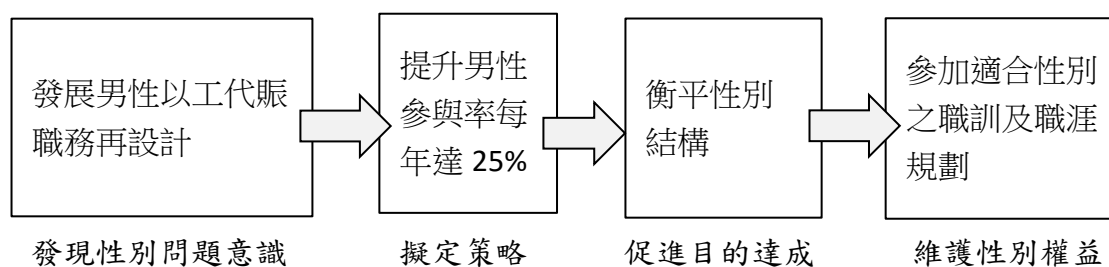 發展男性以工代賑
職務再設計
提升男性
參與率每
年達 25%
衡平性別
結構
參加適合性別
之職訓及職涯
規劃
發現性別問題意識
擬定策略
促進目的達成
維護性別權益